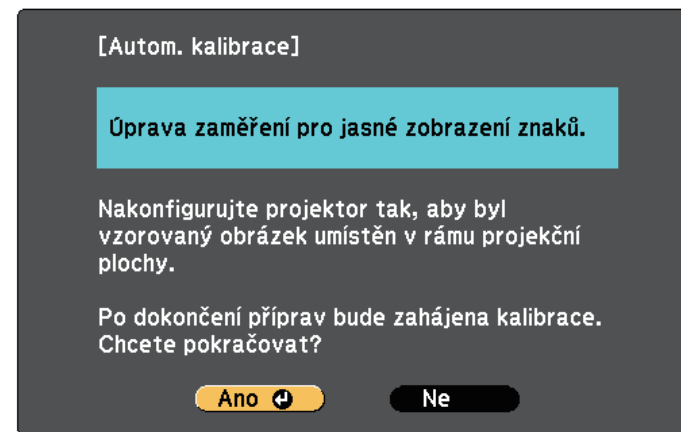 [Autom. kalibrace]
Úprava zaměření pro jasné zobrazení znaků.
Nakonfigurujte projektor tak, aby byl
vzorovaný obrázek umístěn v rámu projekční
plochy.
Po dokončení příprav bude zahájena kalibrace.
Chcete pokračovat?
Ano Ne